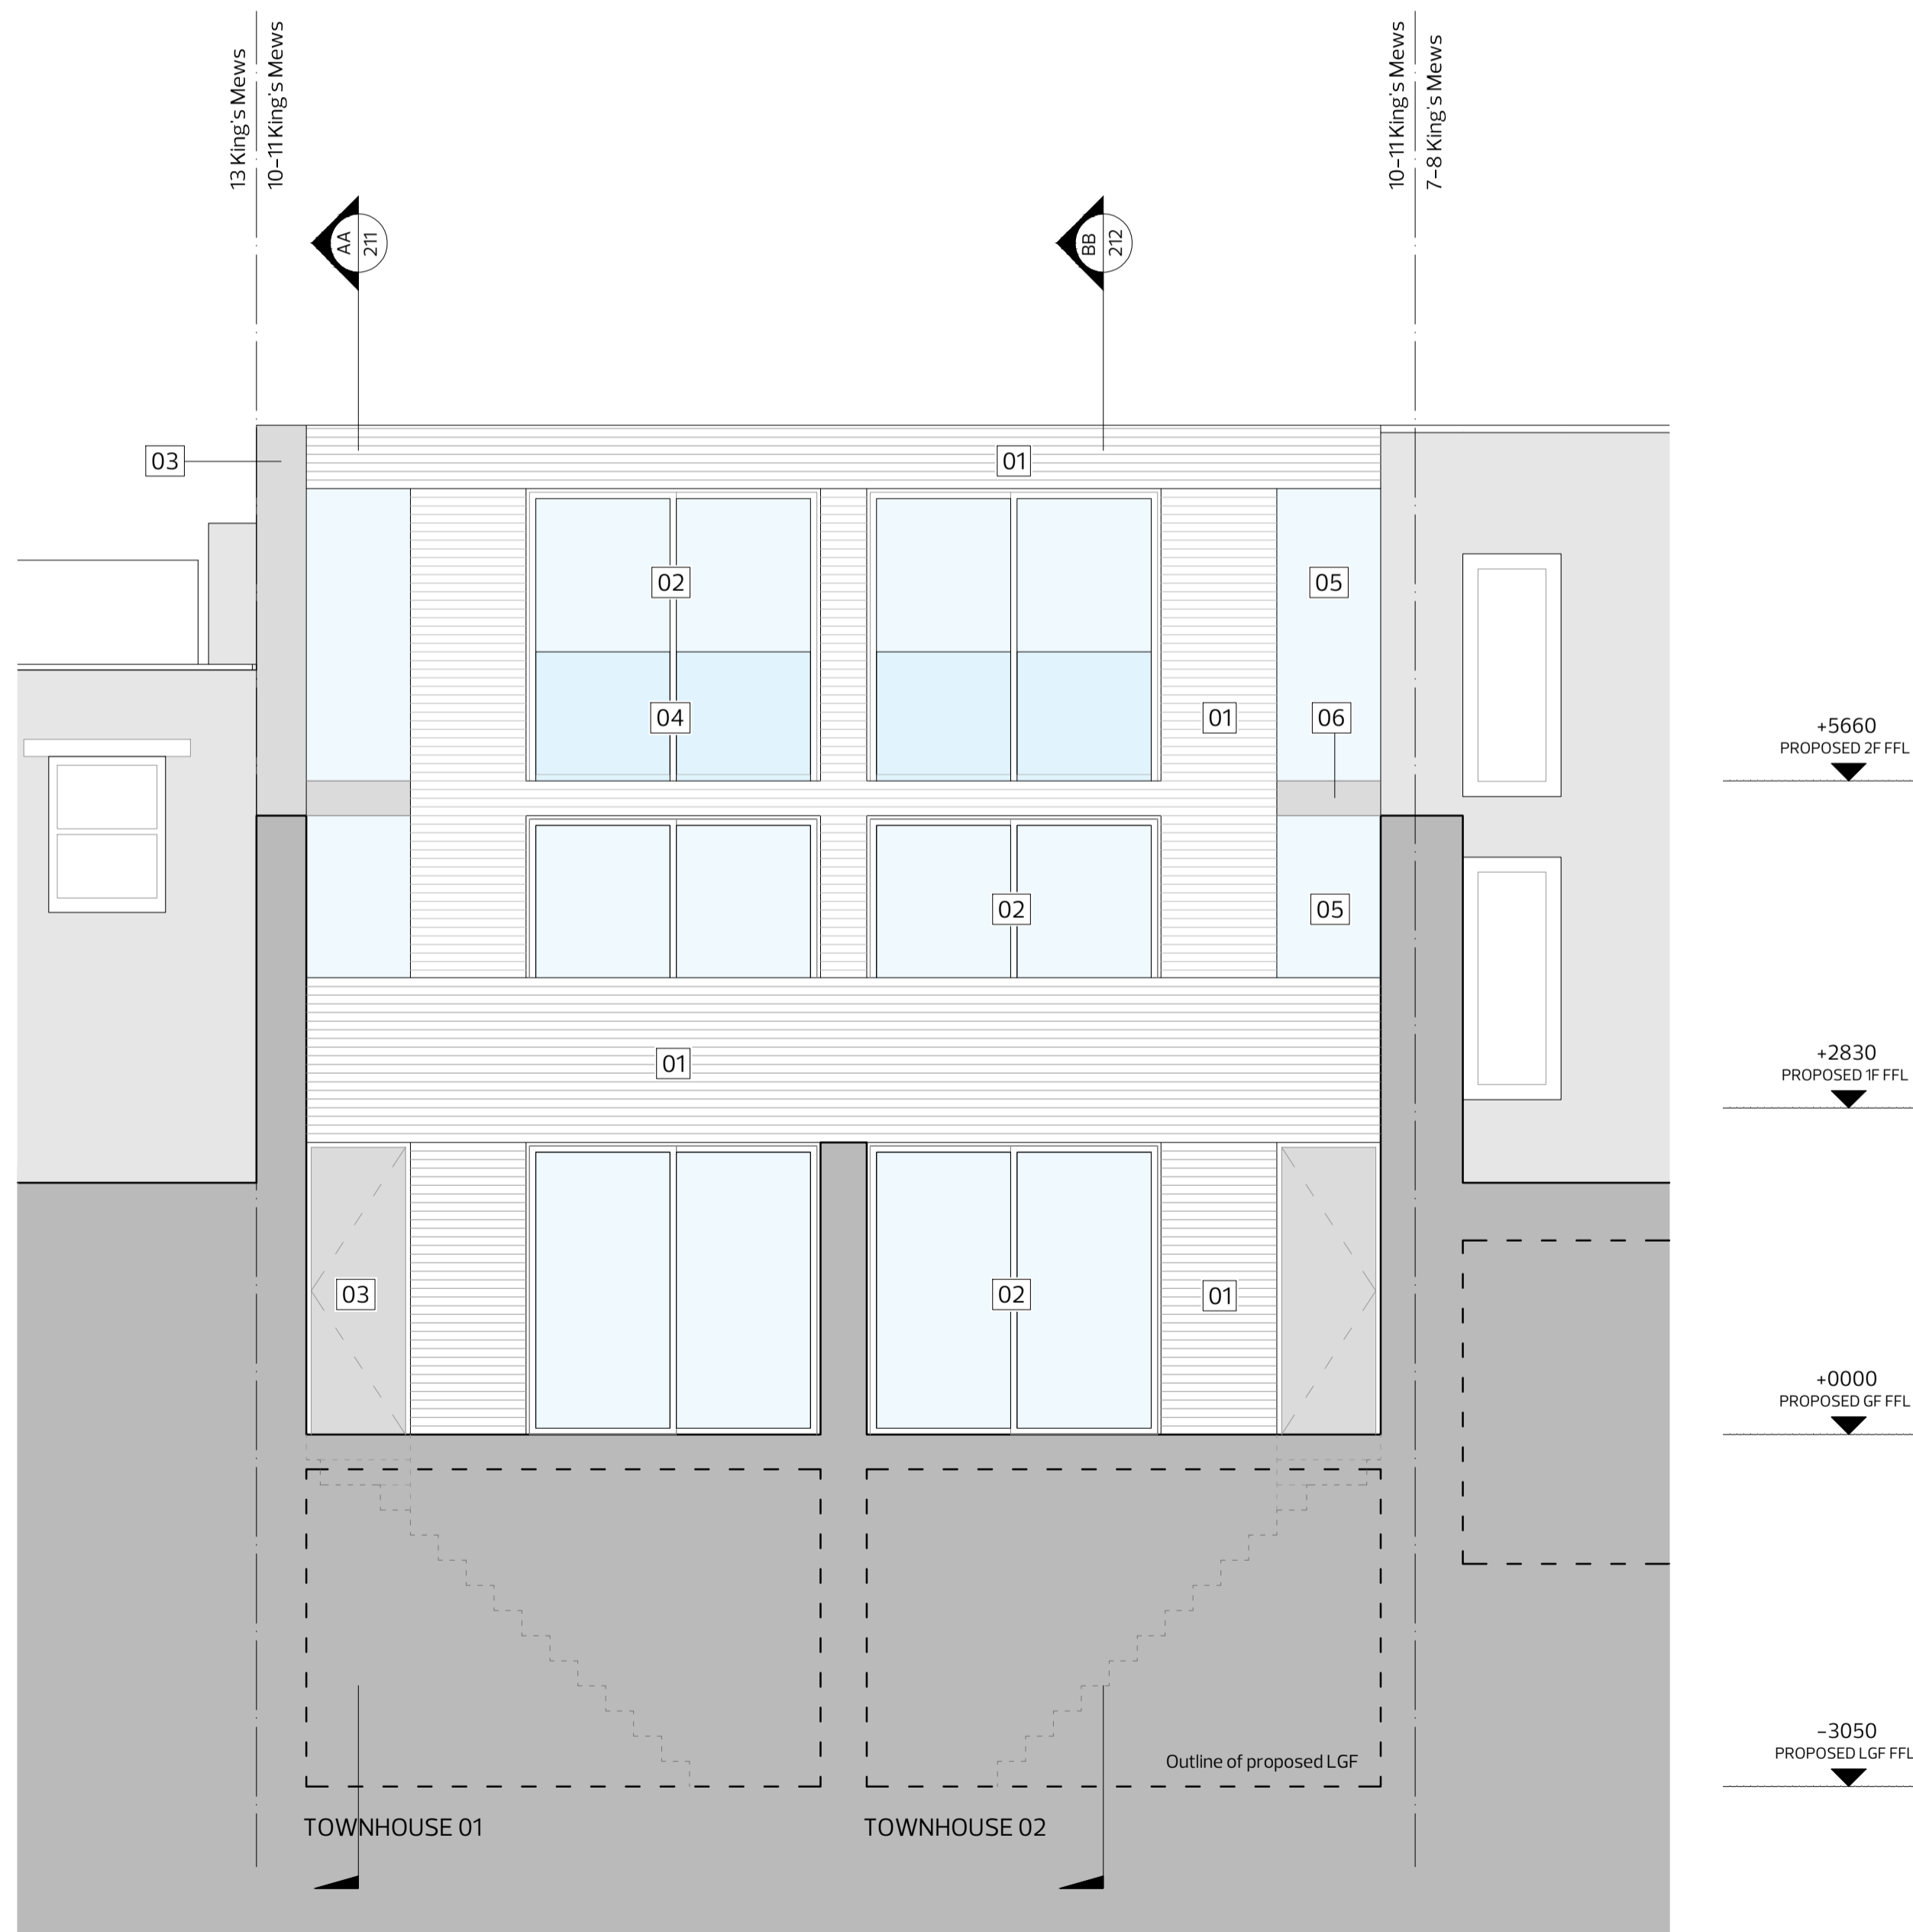 13 King's Mews
10-11 King's Mews
10-11 King's Mews
7-8 King's Mews
AA
211
BB
212
03
01
02
05
04
01
06
+5660
PROPOSED 2F FFL
02
05
01
+2830
PROPOSED 1F FFL
03
02
01
+0000
PROPOSED GF FFL
Outline of proposed LGF
-3050
PROPOSED LGF FFL
TOWNHOUSE 01
TOWNHOUSE 02